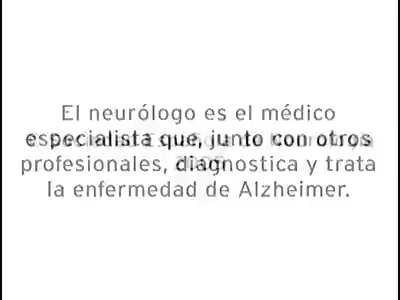 El neurólogo es el médico
especialista que, junto con otros
profesionales, diagnostica y trata
la enfermedad de Alzheimer.